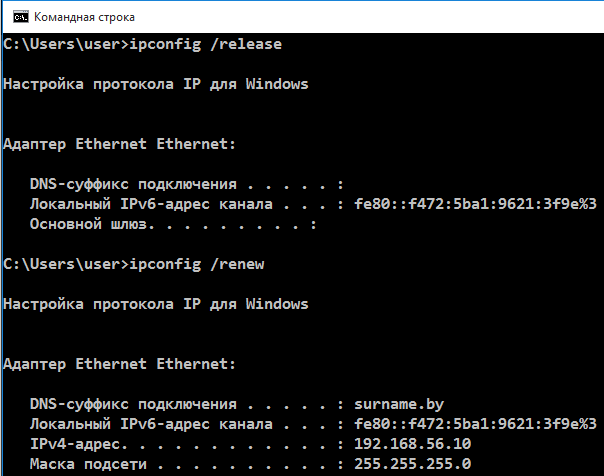 Командная строка
C:\Users\user>ipconfig /release
Настройка протокола IP для Windows
Адаптер Ethernet Ethernet:
DNS-суффикс подключения . . . . . :
Локальный IPv6-адрес канала . . . : fe80::f472:5ba1:9621:3f9e%3
Основной шлюз. . . . . . . . . :
C:\Users\user>ipconfig /renew
Настройка протокола IP для Windows
Адаптер Ethernet Ethernet:
DNS-суффикс подключения . . . . . : surname.by
Локальный IPv6-адрес канала . . . : fe80::f472:5ba1:9621:3f9e%3
IPv4-адрес. . . . . . . . . . . . : 192.168.56.10
Маска подсети . . . . . . . . . . : 255.255.255.0